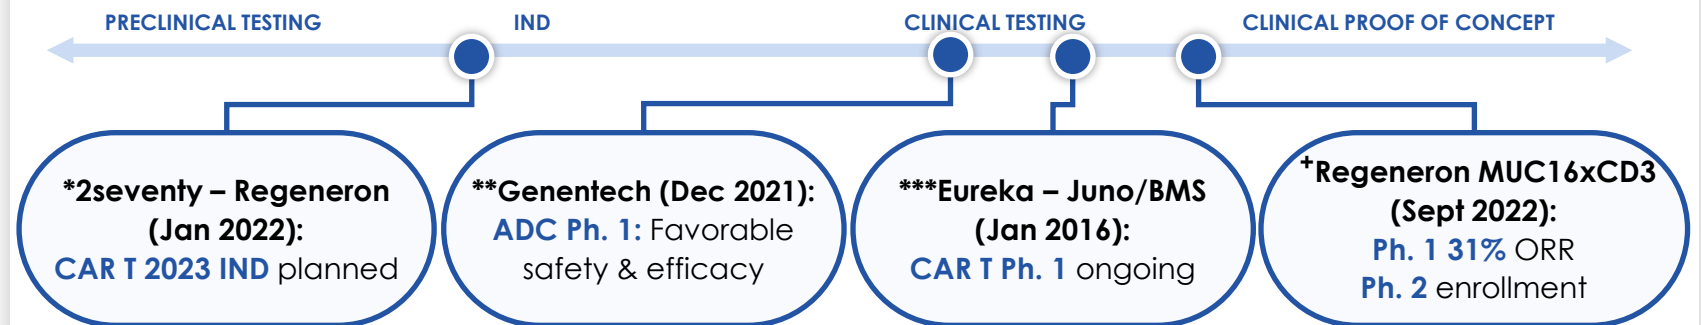 PRECLINICAL TESTING
IND
CLINICAL TESTING
CLINICAL PROOF OF CONCEPT
*2seventy – Regeneron
(Jan 2022):
CAR T 2023 IND planned
**Genentech (Dec 2021):
ADC Ph. 1: Favorable
safety & efficacy
***Eureka – Juno/BMS
(Jan 2016):
CAR T Ph. 1 ongoing
+Regeneron MUC16xCD3
(Sept 2022):
Ph. 1 31% ORR
Ph. 2 enrollment